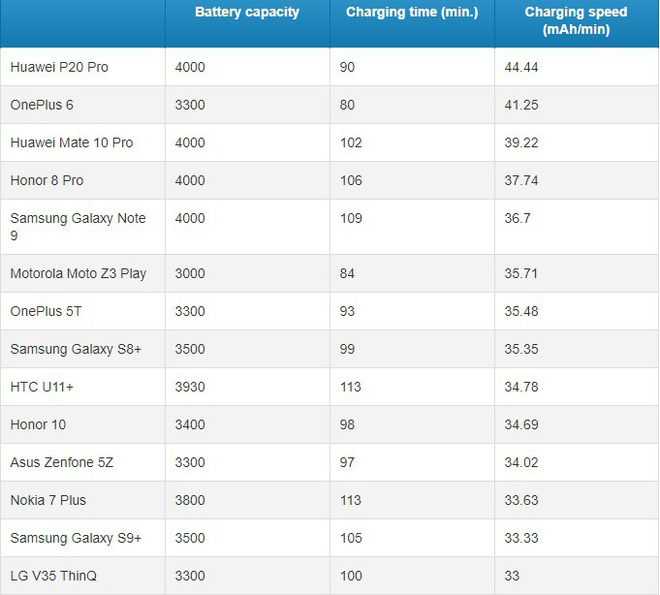 Battery capacity Charging time (min.) Charging speed
(mAh/min)
Huawei P20 Pro 4000 90 44.44
OnePlus 6 3300 80 41.25
Huawei Mate 10 Pro 4000 102 39.22
Honor 8 Pro 4000 106 37.74
Samsung Galaxy Note 4000 109 36.7
9
Motorola Moto Z3 Play 3000 84 35.71
OnePlus 5T 3300 93 35.48
Samsung Galaxy S8+ 3500 99 35.35
HTC U11+ 3930 113 34.78
Honor 10 3400 98 34.69
Asus Zenfone 5Z 3300 97 34.02
Nokia 7 Plus 3800 113 33.63
Samsung Galaxy S9+ 3500 105 33.33
LG V35 ThinQ 3300 100 33